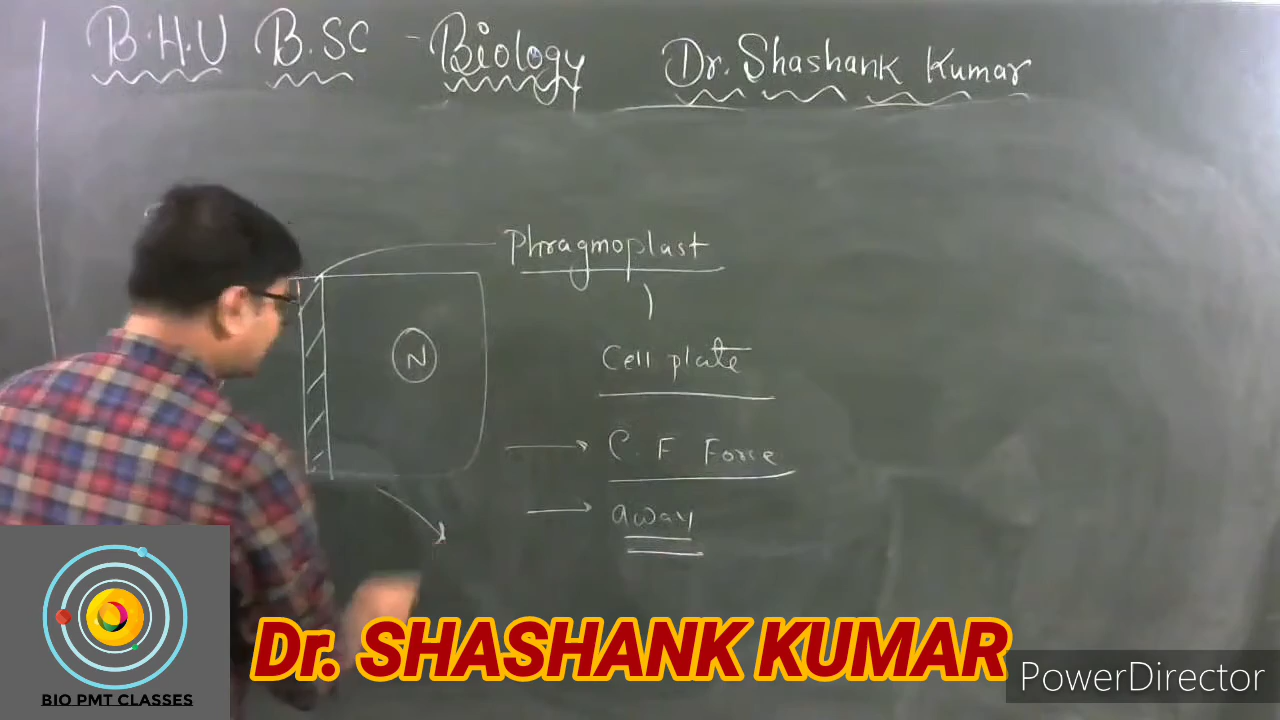 B.H.U B.SC - Biology Dr. Shashank Kumar
Phragmoplast
Cell plate
N
C.F Force
away
Dr. SHASHANK KUMAR
BIO PMT CLASSES
PowerDirector